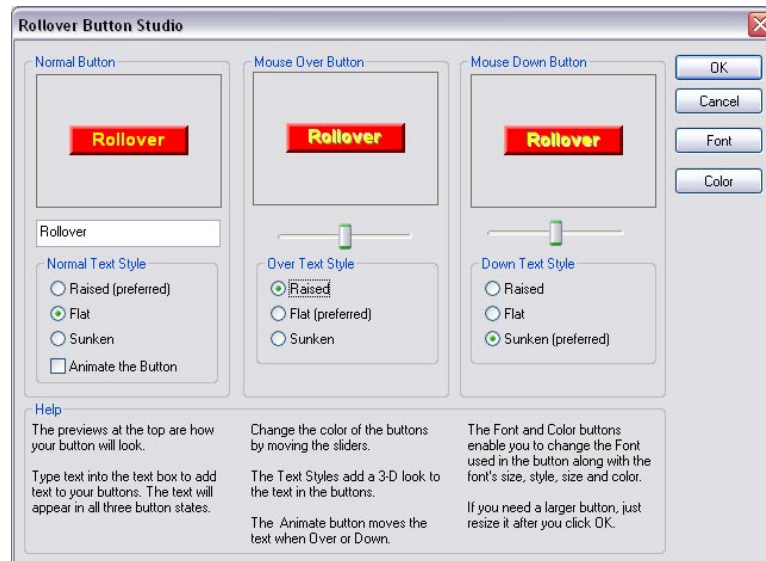 Rollover Button Studio
Normal Button
Rollover
Rollover
Normal Text Style
Raised (preferred)
Flat
Sunken
Animate the Button
Mouse Over Button
Rollover
Over Text Style
Raised
Flat (preferred)
Sunken
Mouse Down Button
Rollover
Down Text Style
Raised
Flat
Sunken (preferred)
OK
Cancel
Font
Color
Help
The previews at the top are how
your button will look.
Type text into the text box to add
text to your buttons. The text will
appear in all three button states.
Change the color of the buttons
by moving the sliders.
The Text Styles add a 3-D look to
the text in the buttons.
The Animate button moves the
text when Over or Down.
The Font and Color buttons
enable you to change the Font
used in the button along with the
font's size, style, size and color.
If you need a larger button, just
resize it after you click OK.